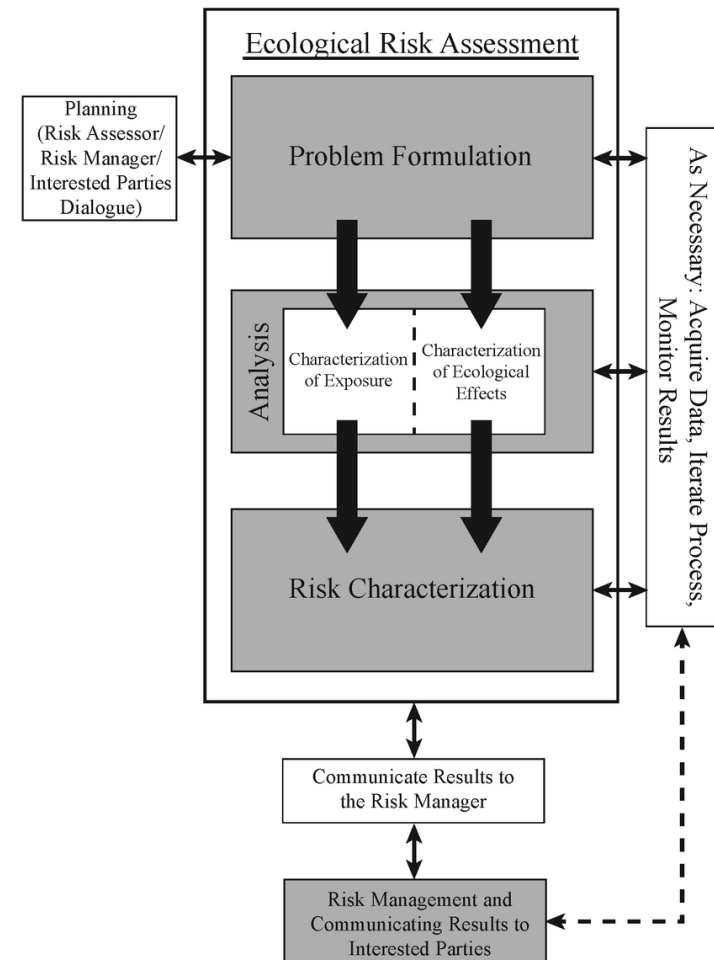 Ecological Risk Assessment
Planning
(Risk Assessor/
Risk Manager/
Interested Parties
Dialogue)
Problem Formulation
As Necessary: Acquire Data, Iterate Process,
Monitor Results
Analysis
Characterization
of Exposure
Characterization
of Ecological
Effects
Risk Characterization
Communicate Results to
the Risk Manager
Risk Management and
Communicating Results to
Interested Parties